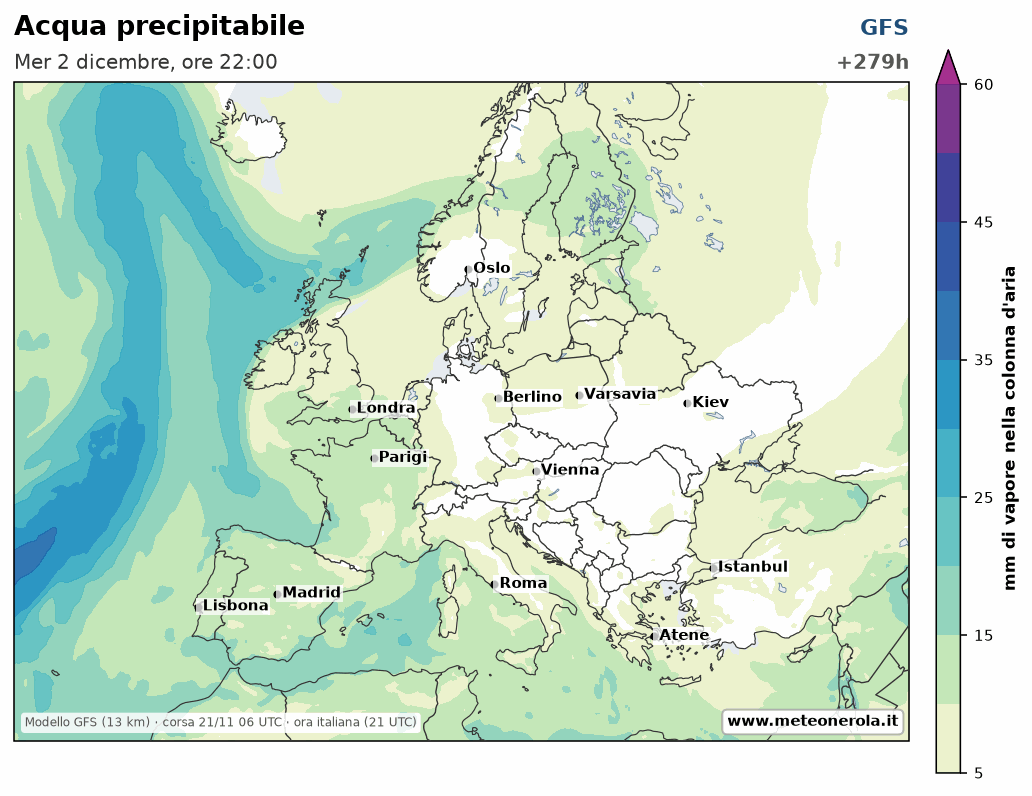 Acqua precipitabile
GFS
Mer 2 dicembre, ore 22:00
+279h
60
45
35
25
15
5
mm di vapore nella colonna d'aria
Oslo
Berlino
Varsavia
Kiev
Londra
Parigi
Vienna
Istanbul
Roma
Madrid
Lisbona
Atene
Modello GFS (13 km) · corsa 21/11 06 UTC · ora italiana (21 UTC)
www.meteonerola.it